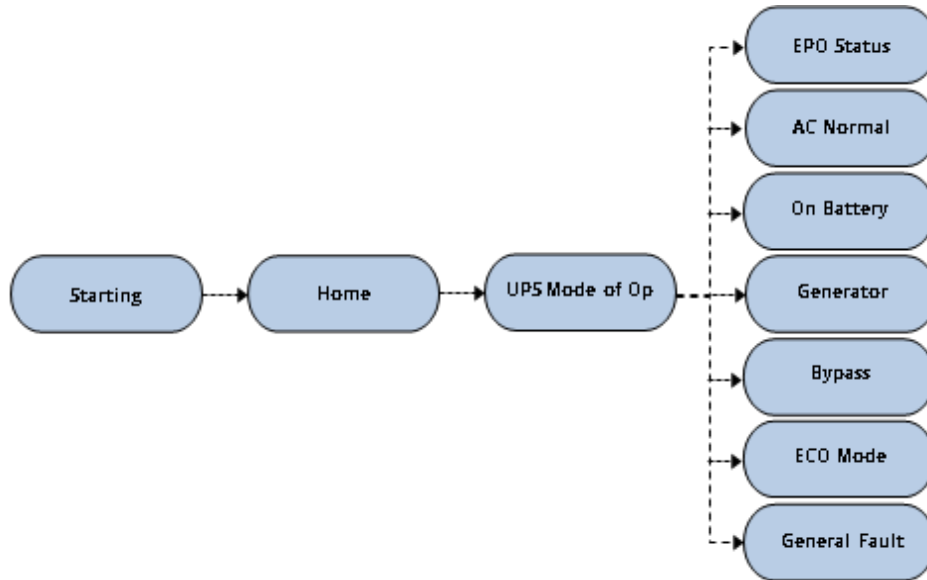 Starting
Home
UPS Mode of Op
EPO Status
AC Normal
On Battery
Generator
Bypass
ECO Mode
General Fault